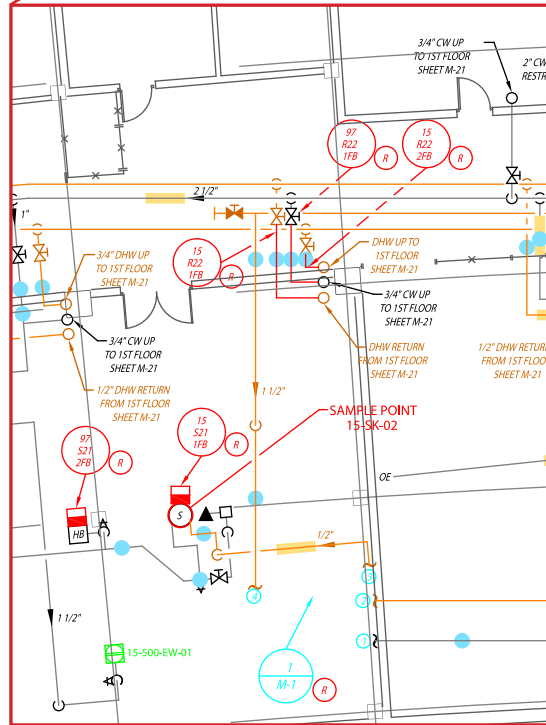 3/4" CW UP
TO 1ST FLOOR
SHEET M-21
2" CW
RESTR
97
R22
1FB
R
15
R22
2FB
R
2 1/2"
1"
3/4" DHW UP
TO 1ST FLOOR
SHEET M-21
15
R22
1FB
R
DHW UP TO
1ST FLOOR
SHEET M-21
3/4" CW UP
TO 1ST FLOOR
SHEET M-21
3/4" CW UP
TO 1ST FLOOR
SHEET M-21
DHW RETURN
FROM 1ST FLOOR
SHEET M-21
1/2" DHW RETURN
FROM 1ST FLOO
SHEET M-21
1/2" DHW RETURN
FROM 1ST FLOOR
SHEET M-21
1 1/2"
SAMPLE POINT
15-SK-02
97
S21
2FB
R
15
S21
1FB
R
OE
S
HB
1/2"
3
4
2
1
1 1/2"
15-500-EW-01
1
M-1
R